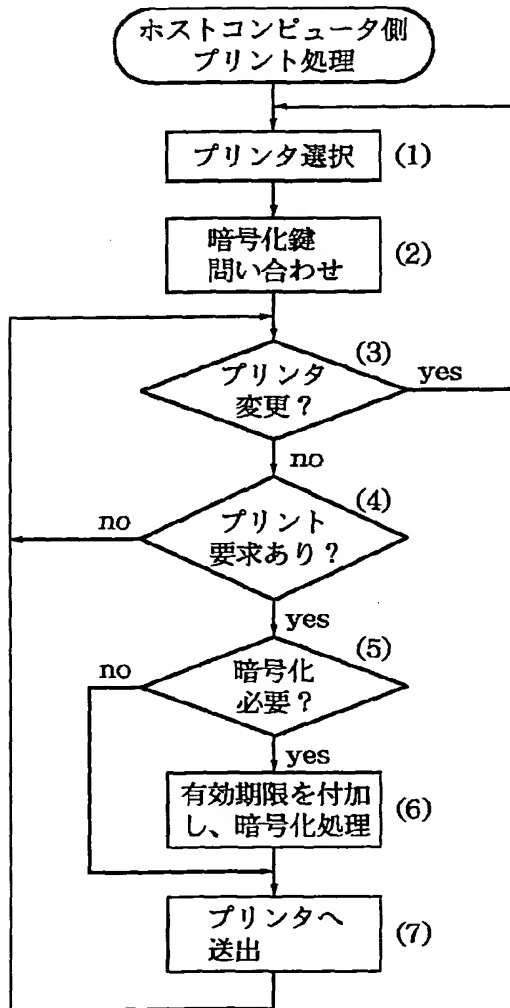 ホストコンピュータ側
プリント処理
プリンタ選択
(1)
暗号化鍵
問い合わせ
(2)
(3)
プリンタ
変更？
yes
no
(4)
プリント
要求あり？
no
yes
(5)
暗号化
必要？
no
yes
有効期限を付加
し、暗号化処理
(6)
プリンタへ
送出
(7)